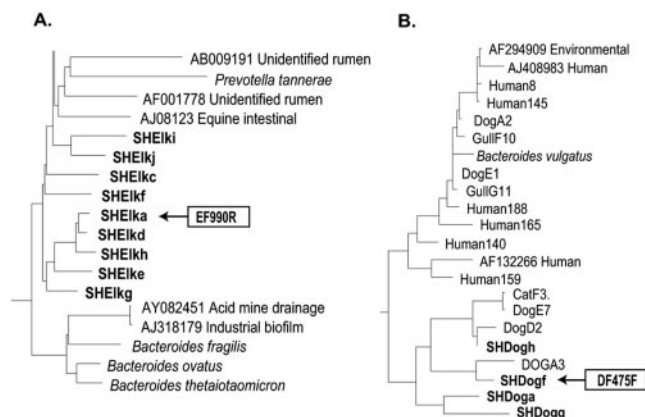 A.
AB009191 Unidentified rumen
Prevotella tannerae
AF001778 Unidentified rumen
AJ08123 Equine intestinal
SHElki
SHElkj
SHElkc
SHElkf
SHElka
EF990R
SHElkd
SHElkh
SHElke
SHElkg
AY082451 Acid mine drainage
AJ318179 Industrial biofilm
Bacteroides fragilis
Bacteroides ovatus
Bacteroides thetaiotaomicron
B.
AF294909 Environmental
AJ408983 Human
Human8
Human145
DogA2
GullF10
Bacteroides vulgatus
DogE1
GullG11
Human188
Human165
Human140
AF132266 Human
Human159
CatF3.
DogE7
DogD2
SHDogh
DOGA3
SHDogf
DF475F
SHDoga
SHDogg